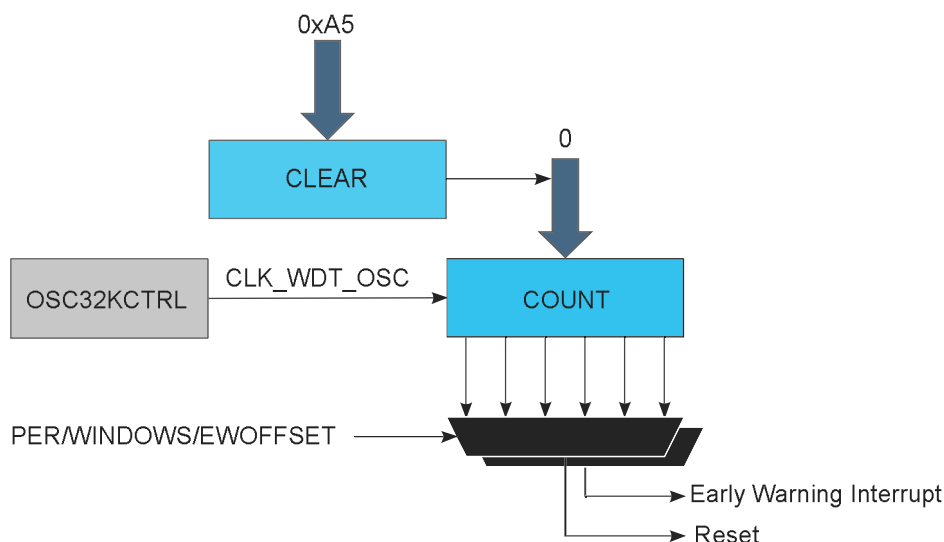 0xA5
0
CLEAR
OSC32KCTRL
CLK_WDT_OSC
COUNT
PER/WINDOWS/EWOFFSET
Early Warning Interrupt
Reset